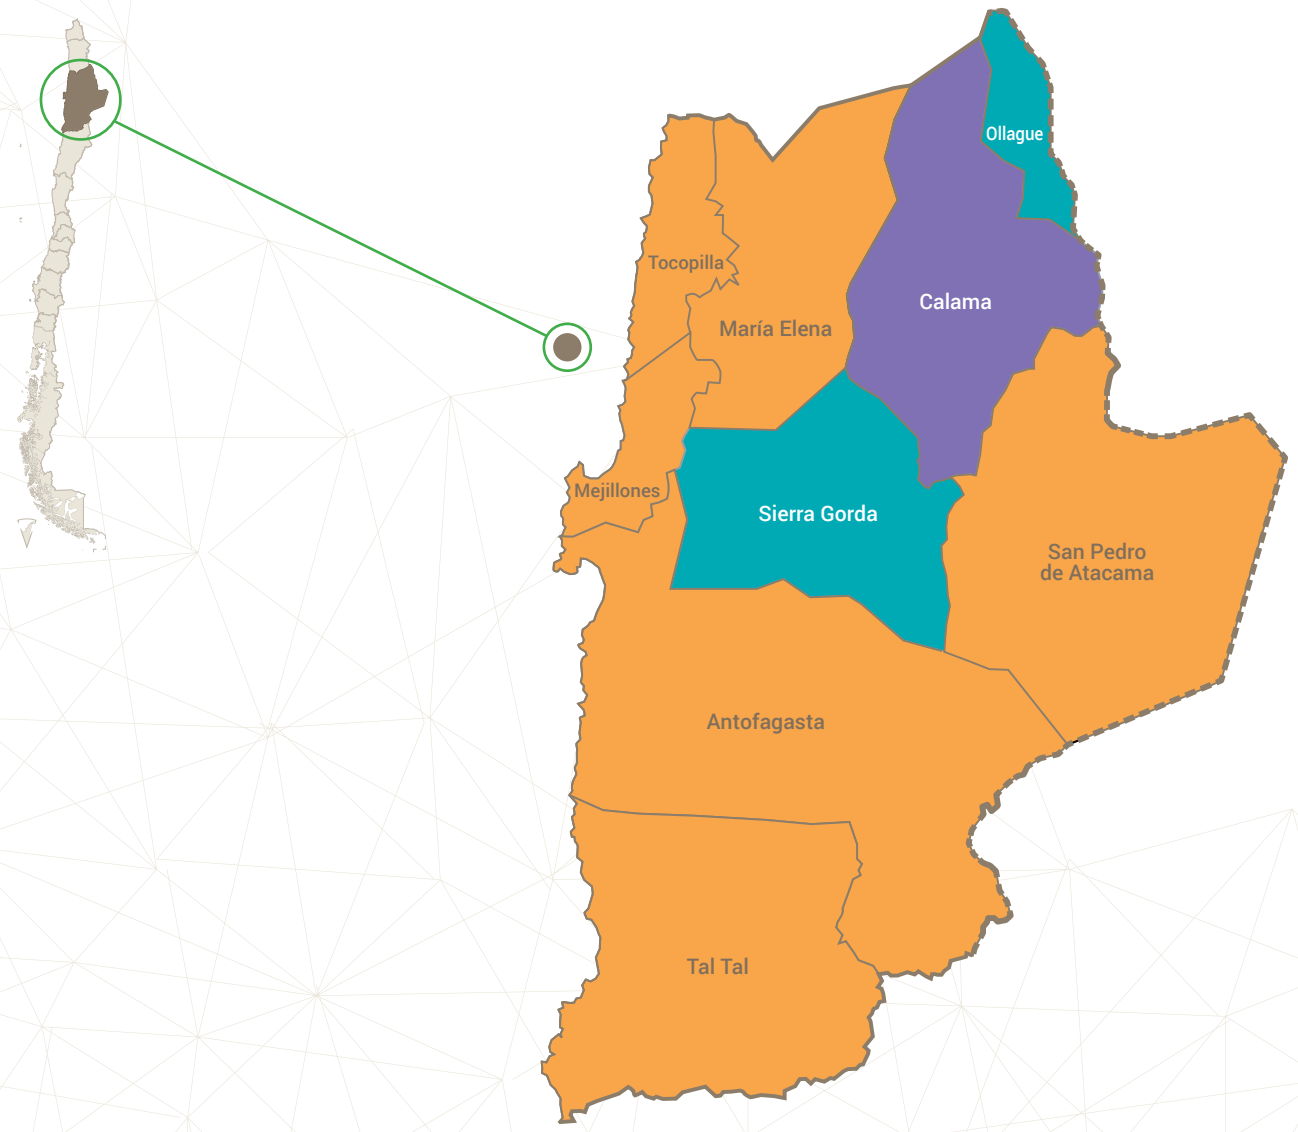 Ollague
Tocopilla
Calama
María Elena
Mejillones
Sierra Gorda
San Pedro
de Atacama
Antofagasta
Tal Tal